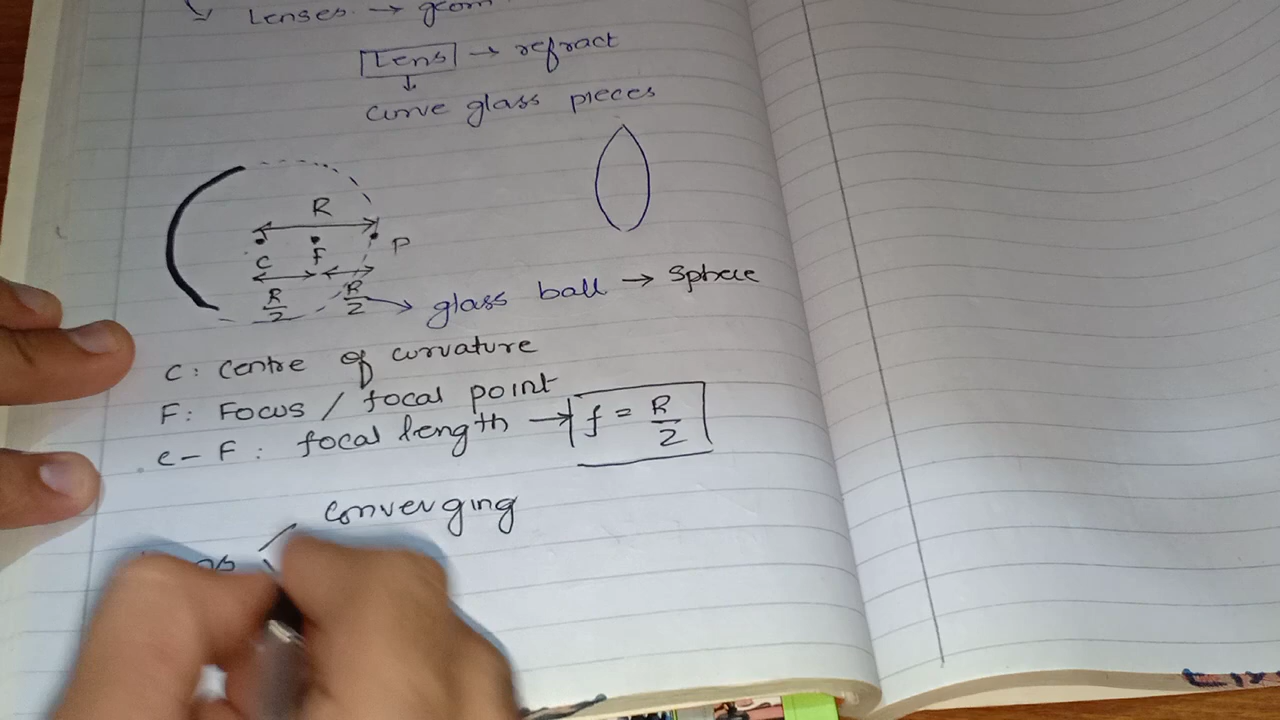 Lenses → geom
Lens → refract
curve glass pieces
R
C F P
R/2 R/2 → glass ball → sphere
C: Centre of curvature
F: Focus / focal point
C - F: focal length → f = R/2
converging